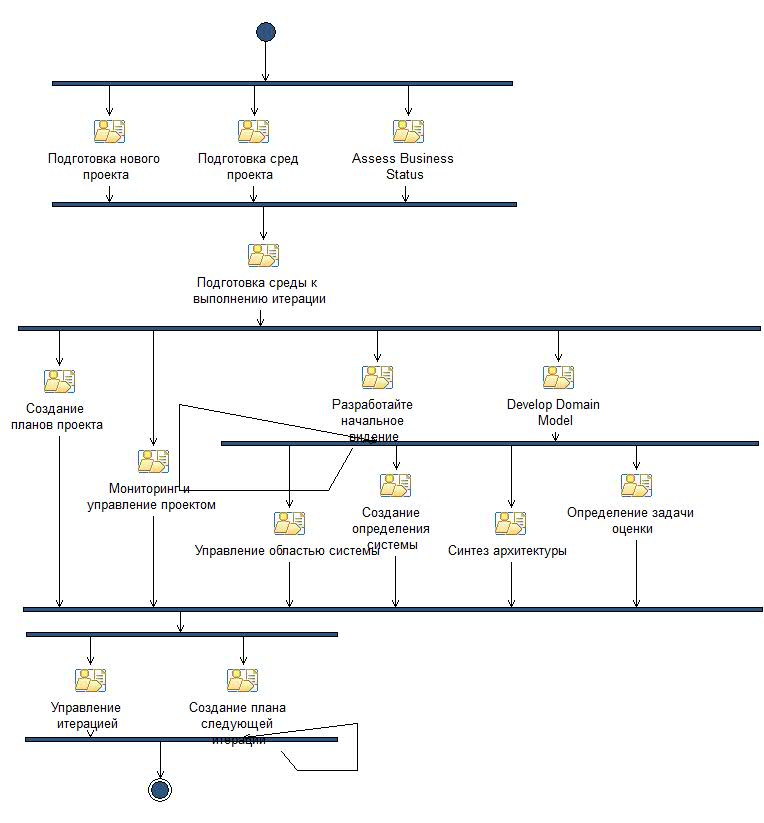 Подготовка нового
проекта
Подготовка сред
проекта
Assess Business
Status
Подготовка среды к
выполнению итерации
Создание
планов проекта
Мониторинг и
управление проектом
Разработайте
начальное
видение
Develop Domain
Model
Управление областью системы
Создание
определения
системы
Синтез архитектуры
Определение задачи
оценки
Управление
итерацией
Создание плана
следующей
итерации